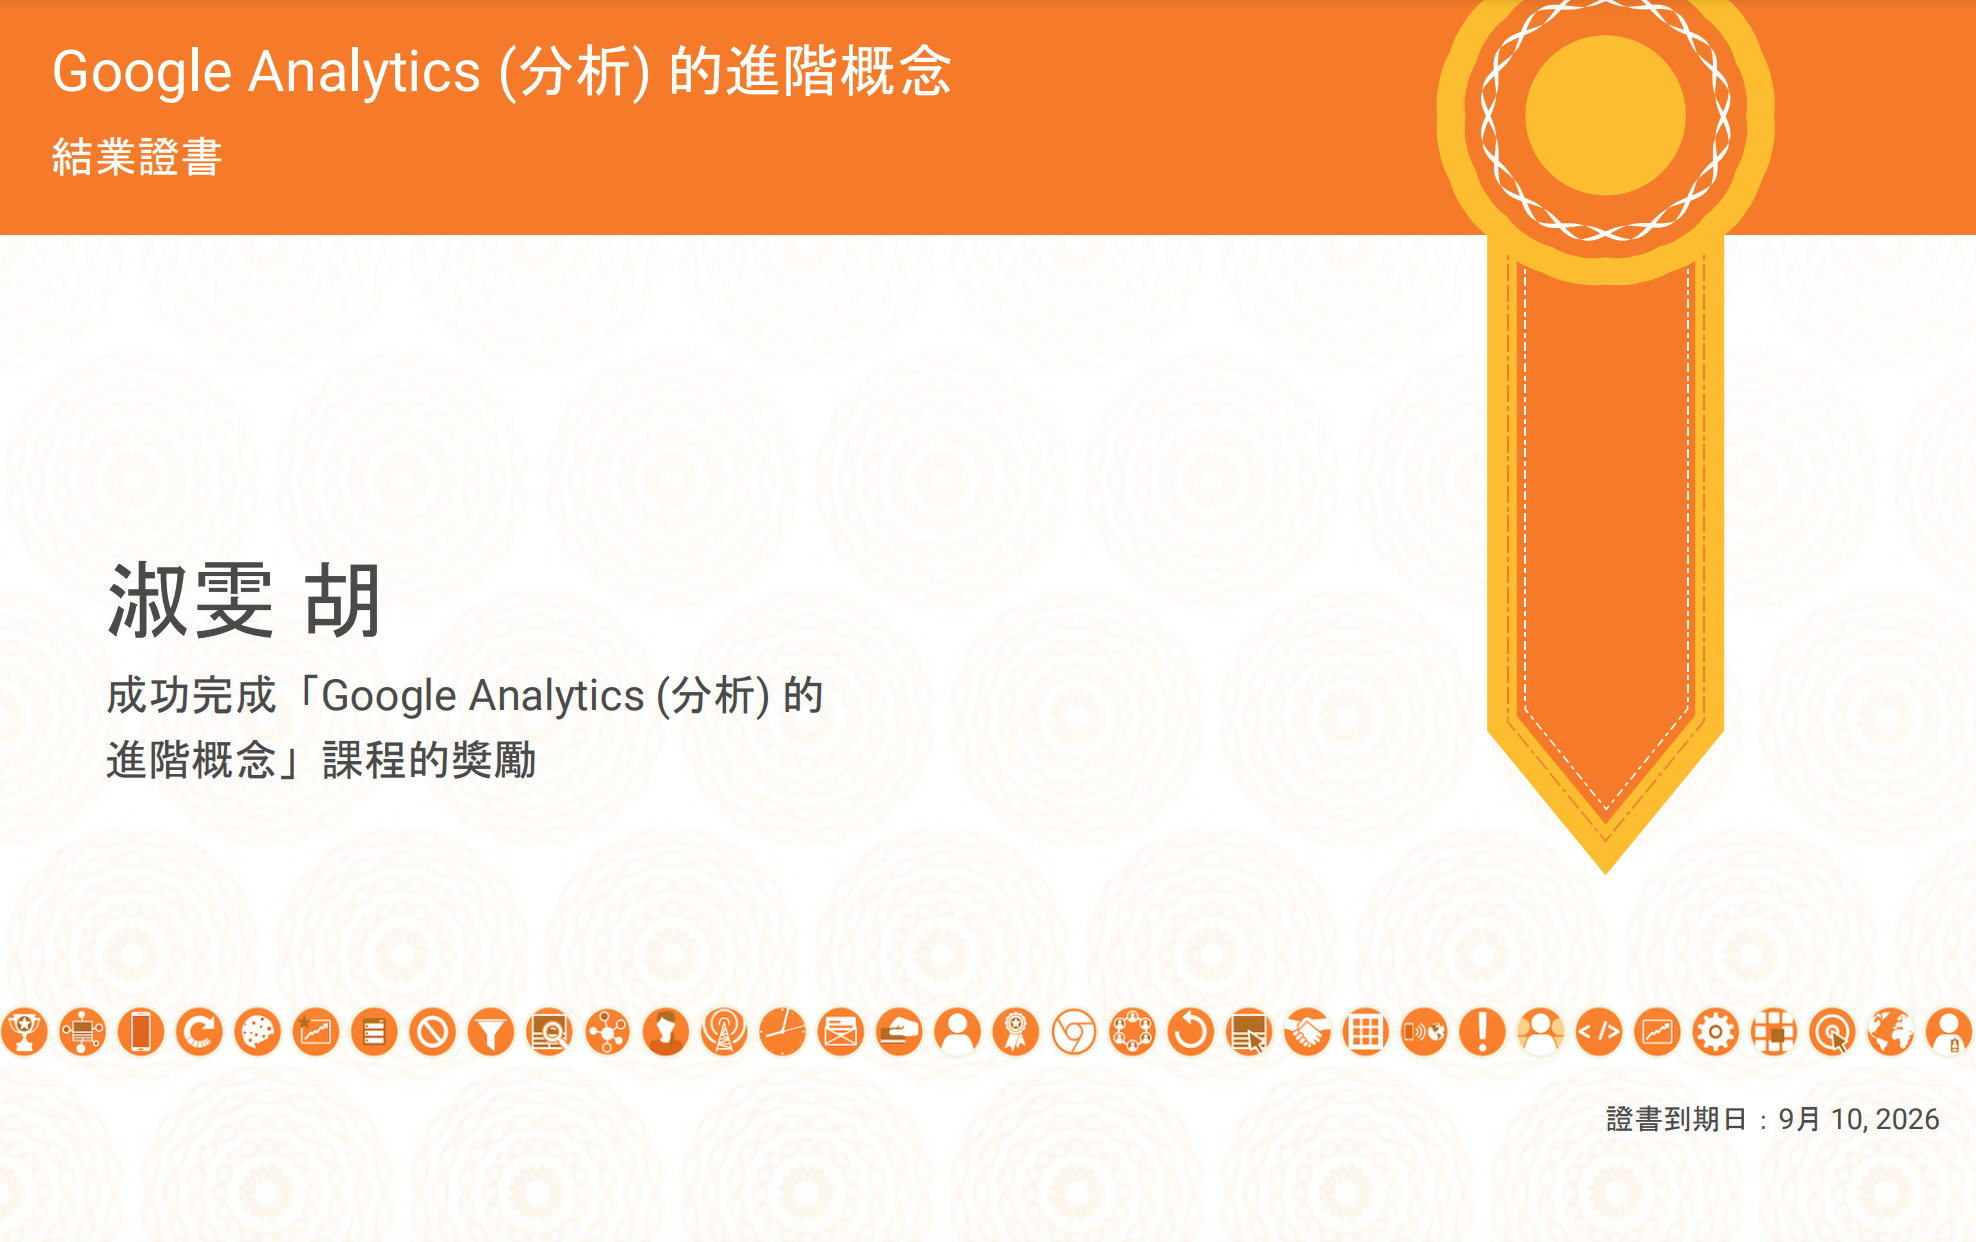 Google Analytics (分析) 的進階概念
結業證書
淑雯 胡
成功完成「Google Analytics (分析) 的
進階概念」課程的獎勵
</>
證書到期日：9月 10, 2026